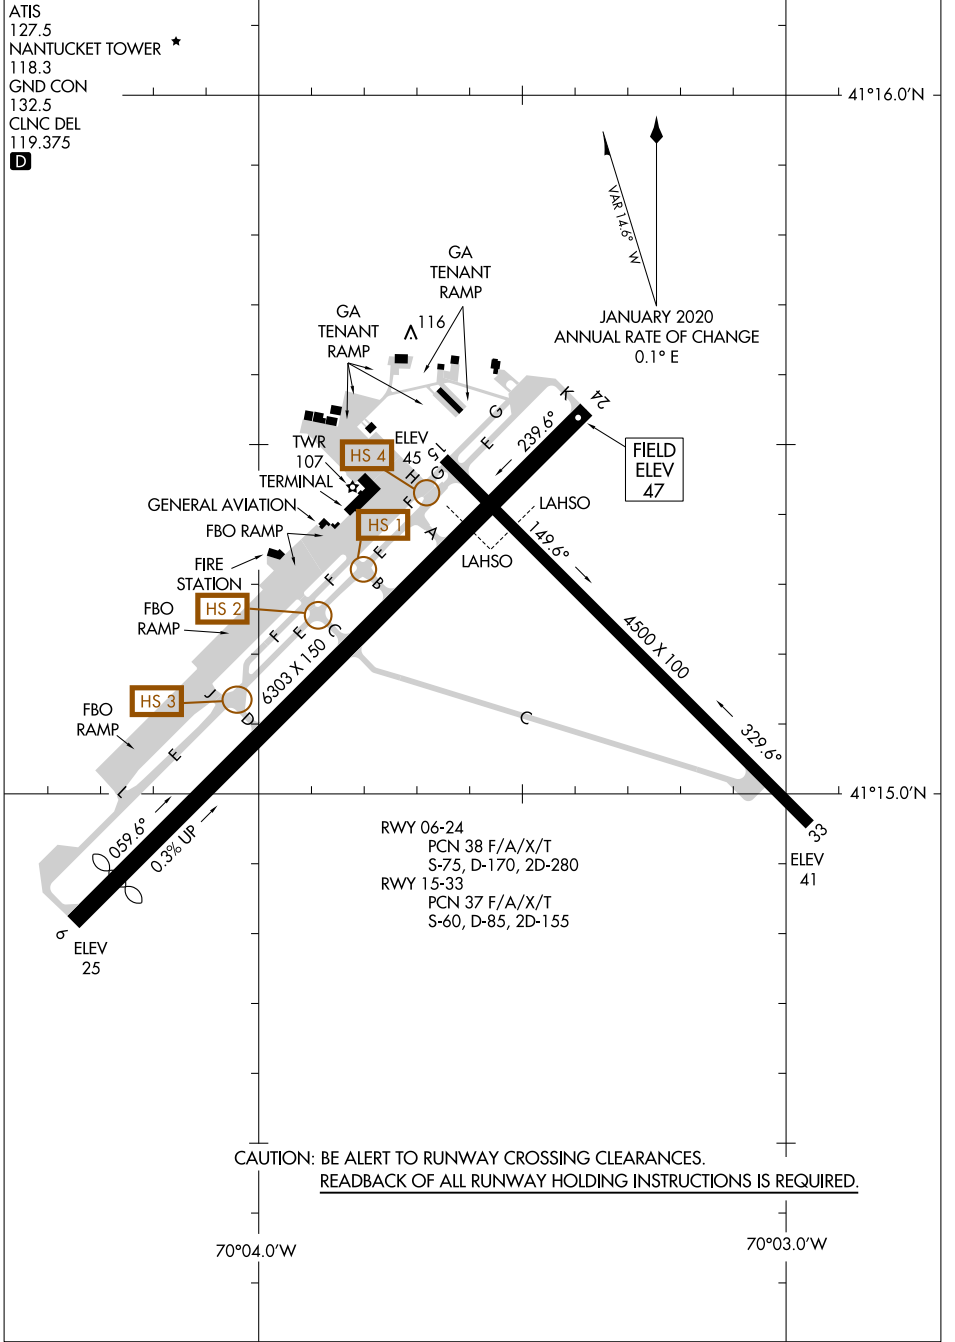 ATIS
127.5
NANTUCKET TOWER
118.3
GND CON
132.5
CLNC DEL
119.375
D
41°16.0'N
VAR 14.6° W
JANUARY 2020
ANNUAL RATE OF CHANGE
0.1° E
GA
TENANT
RAMP
GA
TENANT
RAMP
116
K
24
G
E
239.6°
FIELD
ELEV
47
TWR
107
HS 4
ELEV
45
15
TERMINAL
H
G
F
GENERAL AVIATION
FBO RAMP
HS 1
A
LAHSO
LAHSO
149.6°
FIRE
STATION
E
F
B
FBO
RAMP
HS 2
F
E
C
6303 X 150
4500 X 100
HS 3
J
D
FBO
RAMP
E
C
329.6°
L
41°15.0'N
059.6°
0.3% UP
RWY 06-24
PCN 38 F/A/X/T
S-75, D-170, 2D-280
RWY 15-33
PCN 37 F/A/X/T
S-60, D-85, 2D-155
33
ELEV
41
6
ELEV
25
CAUTION: BE ALERT TO RUNWAY CROSSING CLEARANCES.
READBACK OF ALL RUNWAY HOLDING INSTRUCTIONS IS REQUIRED.
70°04.0'W
70°03.0'W